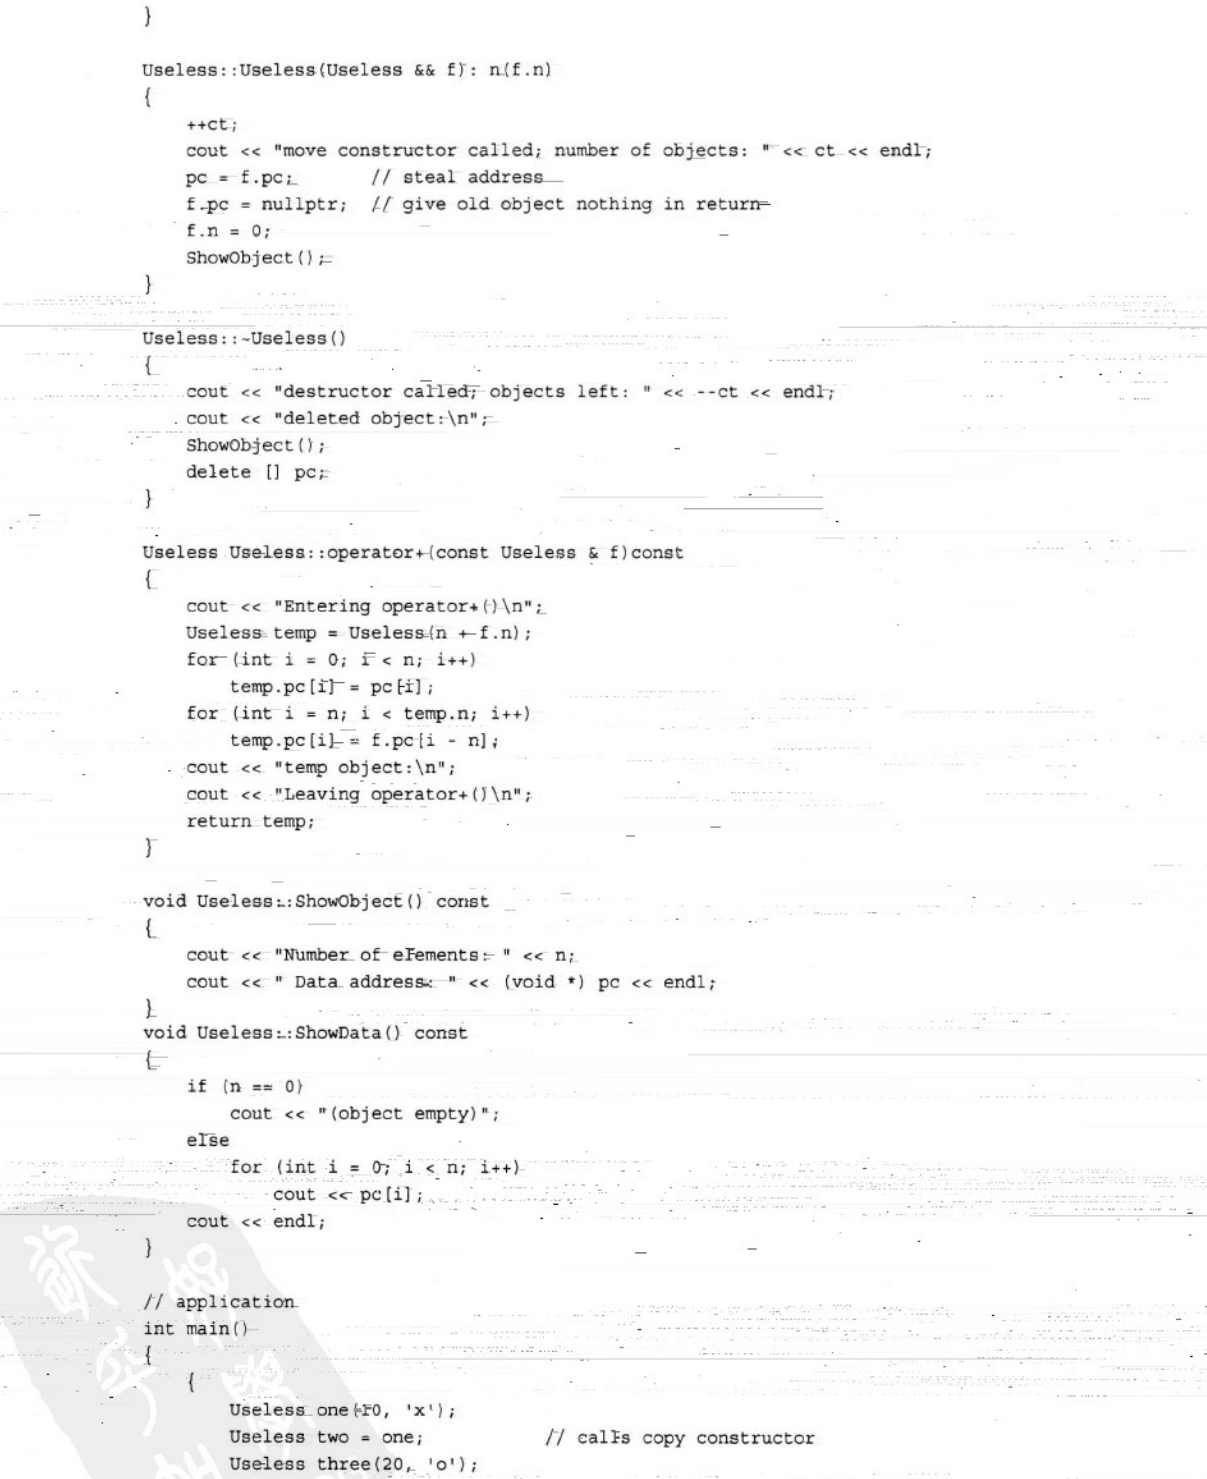 }
Useless::Useless(Useless && f): n(f.n)
{
++ct;
cout << "move constructor called; number of objects: " << ct << endl;
pc = f.pc; // steal address
f.pc = nullptr; // give old object nothing in return
f.n = 0;
ShowObject();
}
Useless::~Useless()
{
cout << "destructor called; objects left: " << --ct << endl;
cout << "deleted object:\n";
ShowObject();
delete [] pc;
}
Useless Useless::operator+(const Useless & f)const
{
cout << "Entering operator+()\n";
Useless temp = Useless(n + f.n);
for (int i = 0; i < n; i++)
temp.pc[i] = pc[i];
for (int i = n; i < temp.n; i++)
temp.pc[i] = f.pc[i - n];
cout << "temp object:\n";
cout << "Leaving operator+()\n";
return temp;
}
void Useless::ShowObject() const
{
cout << "Number of elements: " << n;
cout << " Data address: " << (void *) pc << endl;
}
void Useless::ShowData() const
{
if (n == 0)
cout << "(object empty)";
else
for (int i = 0; i < n; i++)
cout << pc[i];
cout << endl;
}
// application
int main()
{
{
Useless one(10, 'x');
Useless two = one; // calls copy constructor
Useless three(20, 'o');